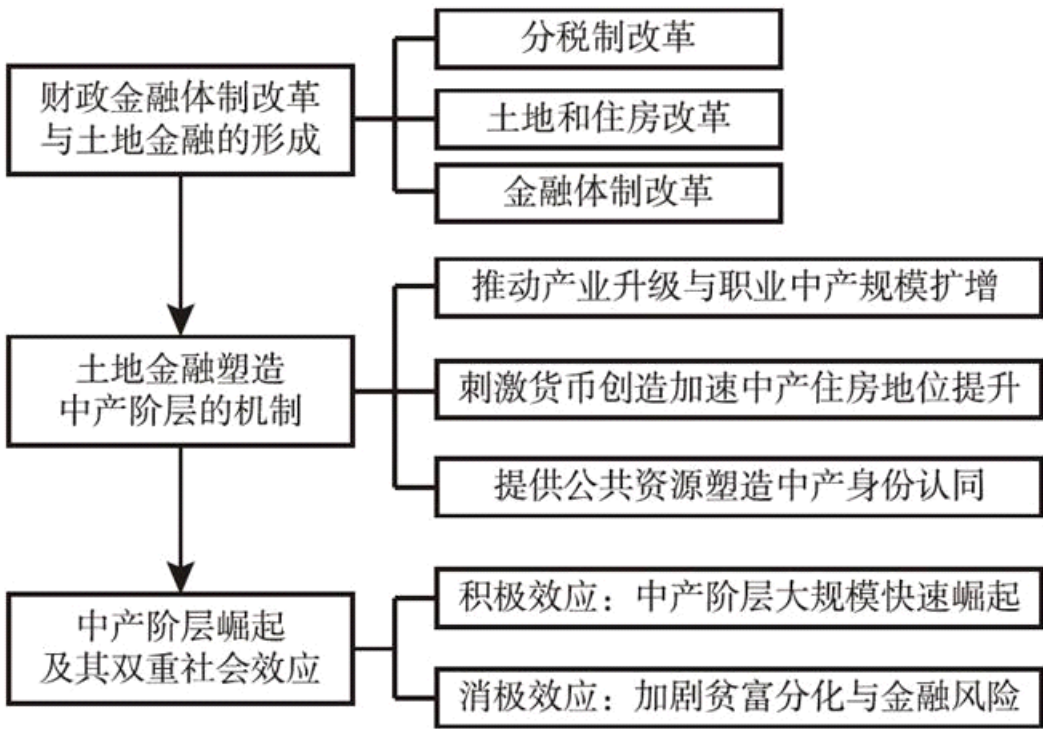 财政金融体制改革
与土地金融的形成
分税制改革
土地和住房改革
金融体制改革
土地金融塑造
中产阶层的机制
推动产业升级与职业中产规模扩增
刺激货币创造加速中产住房地位提升
提供公共资源塑造中产身份认同
中产阶层崛起
及其双重社会效应
积极效应：中产阶层大规模快速崛起
消极效应：加剧贫富分化与金融风险